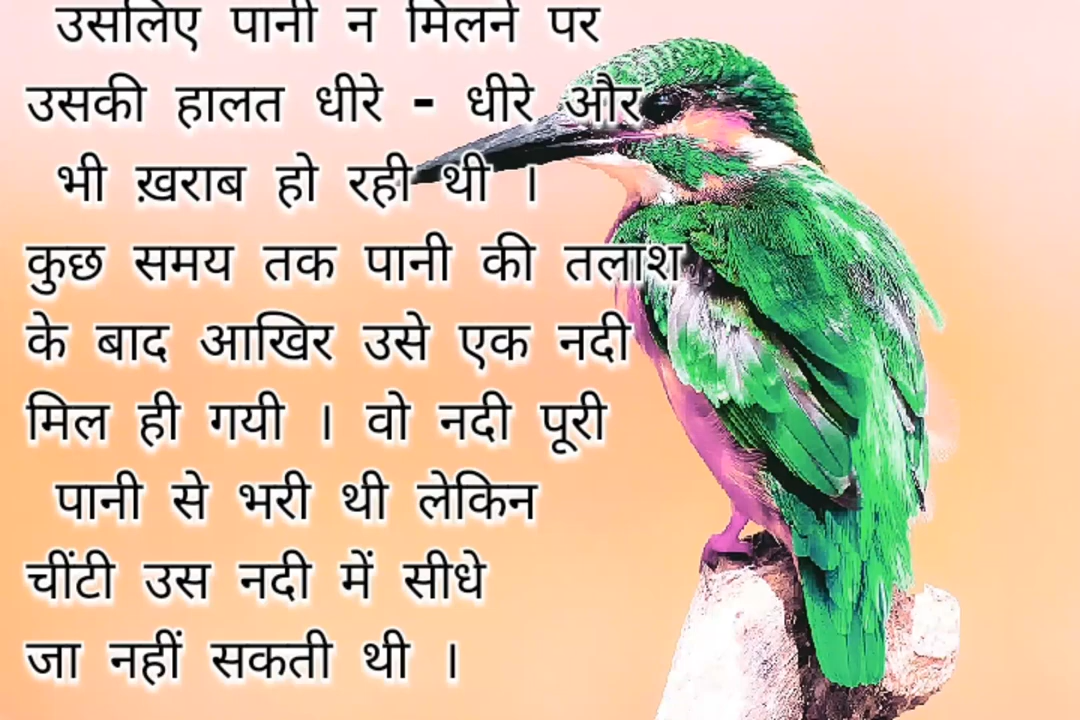 उसलिए पानी न मिलने पर
उसकी हालत धीरे - धीरे और
भी ख़राब हो रही थी ।
कुछ समय तक पानी की तलाश
के बाद आखिर उसे एक नदी
मिल ही गयी । वो नदी पूरी
पानी से भरी थी लेकिन
चींटी उस नदी में सीधे
जा नहीं सकती थी ।